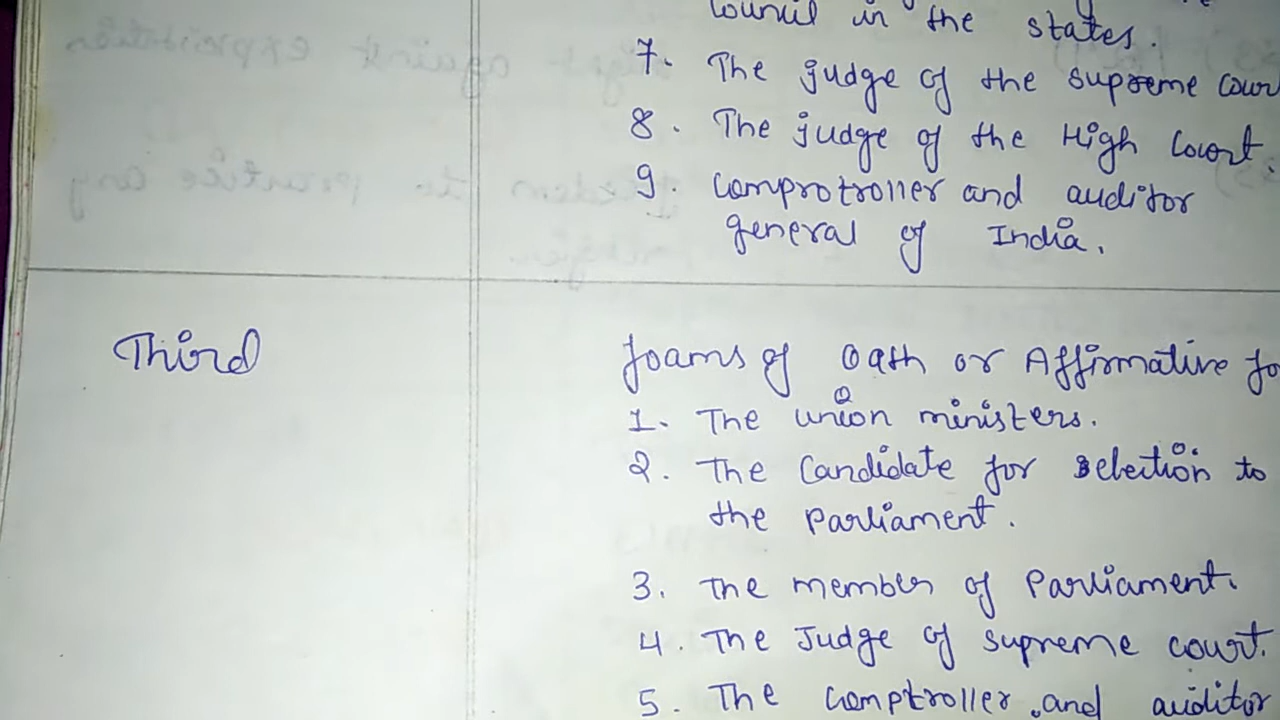 council in the states.
7. The judge of the supreme cour
8. The judge of the High Court.
9. comprotroller and auditor
general of India.
Third
foams of Oath or Affirmative fo
1. The union ministers.
2. The Candidate for selection to
the parliament.
3. The member of Parliament.
4. The Judge of supreme court.
5. The comptroller and auditor